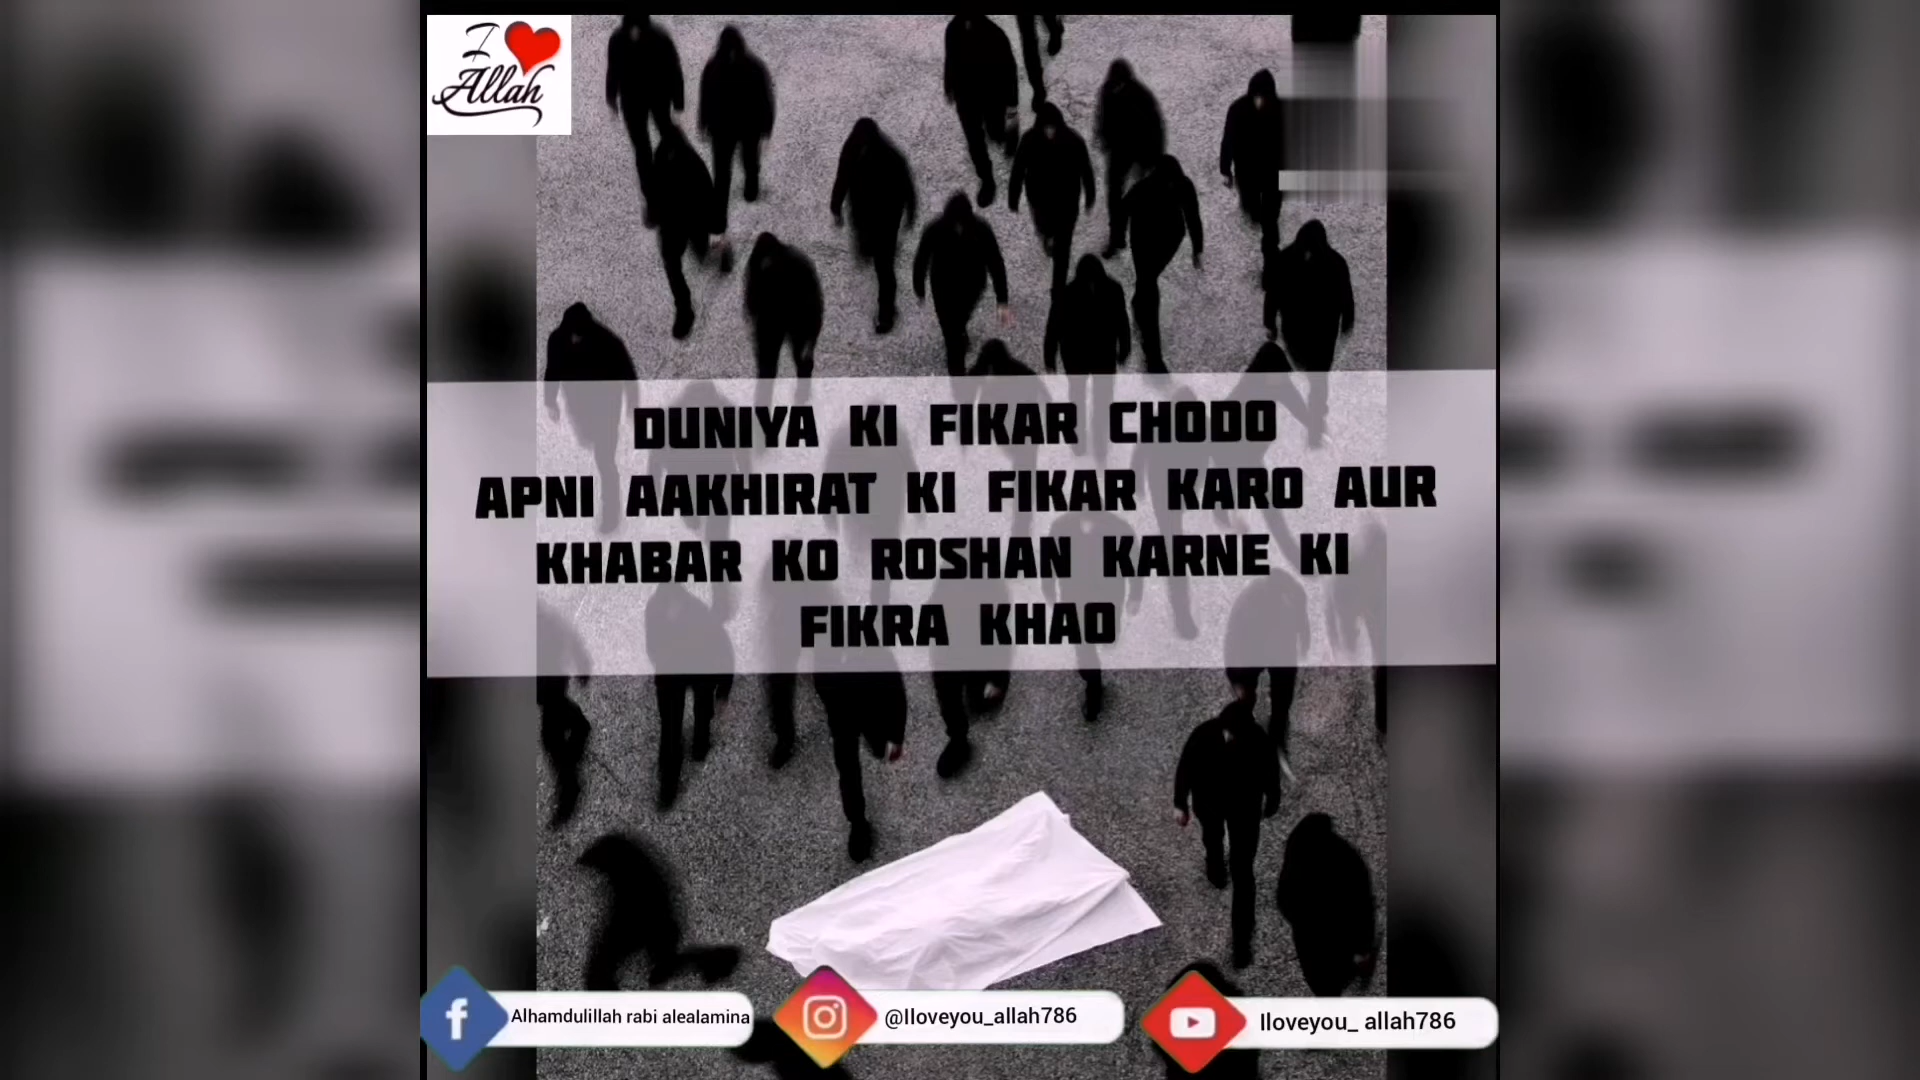 I ❤ Allah
DUNIYA KI FIKAR CHODO
APNI AAKHIRAT KI FIKAR KARO AUR
KHABAR KO ROSHAN KARNE KI
FIKRA KHAO
Alhamdulillah rabi alealamina
@Iloveyou_allah786
Iloveyou_ allah786